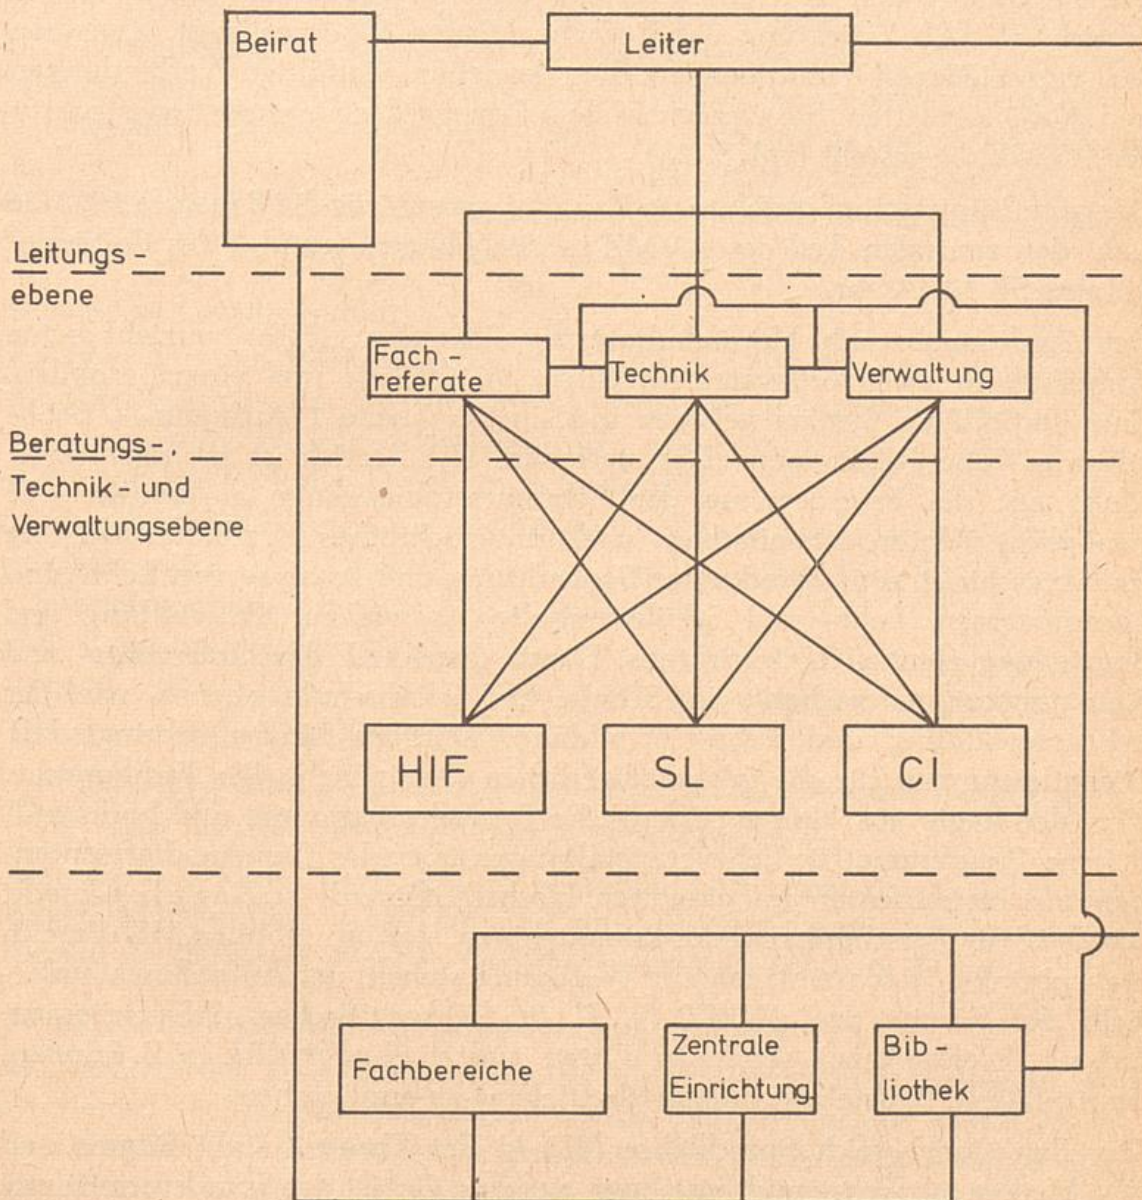 Beirat
Leiter
Leitungs-
ebene
Fach-
referate
Technik
Verwaltung
Beratungs-,
Technik- und
Verwaltungsebene
HIF
SL
CI
Fachbereiche
Zentrale
Einrichtung.
Bib-
liothek